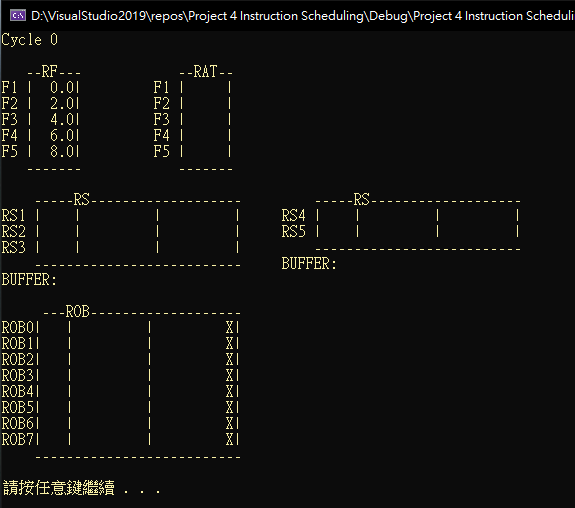 D:\VisualStudio2019\repos\Project 4 Instruction Scheduling\Debug\Project 4 Instruction Scheduli
Cycle 0
--RF---            --RAT--
F1 |  0.0|         F1 |     |
F2 |  2.0|         F2 |     |
F3 |  4.0|         F3 |     |
F4 |  6.0|         F4 |     |
F5 |  8.0|         F5 |     |
-------            -------
-----RS-------------------         -----RS-------------------
RS1 |    |         |         |     RS4 |    |         |         |
RS2 |    |         |         |     RS5 |    |         |         |
RS3 |    |         |         |     --------------------------
--------------------------         BUFFER:
BUFFER:
---ROB-------------------
ROB0|   |         |         X|
ROB1|   |         |         X|
ROB2|   |         |         X|
ROB3|   |         |         X|
ROB4|   |         |         X|
ROB5|   |         |         X|
ROB6|   |         |         X|
ROB7|   |         |         X|
--------------------------
請按任意鍵繼續 . . .